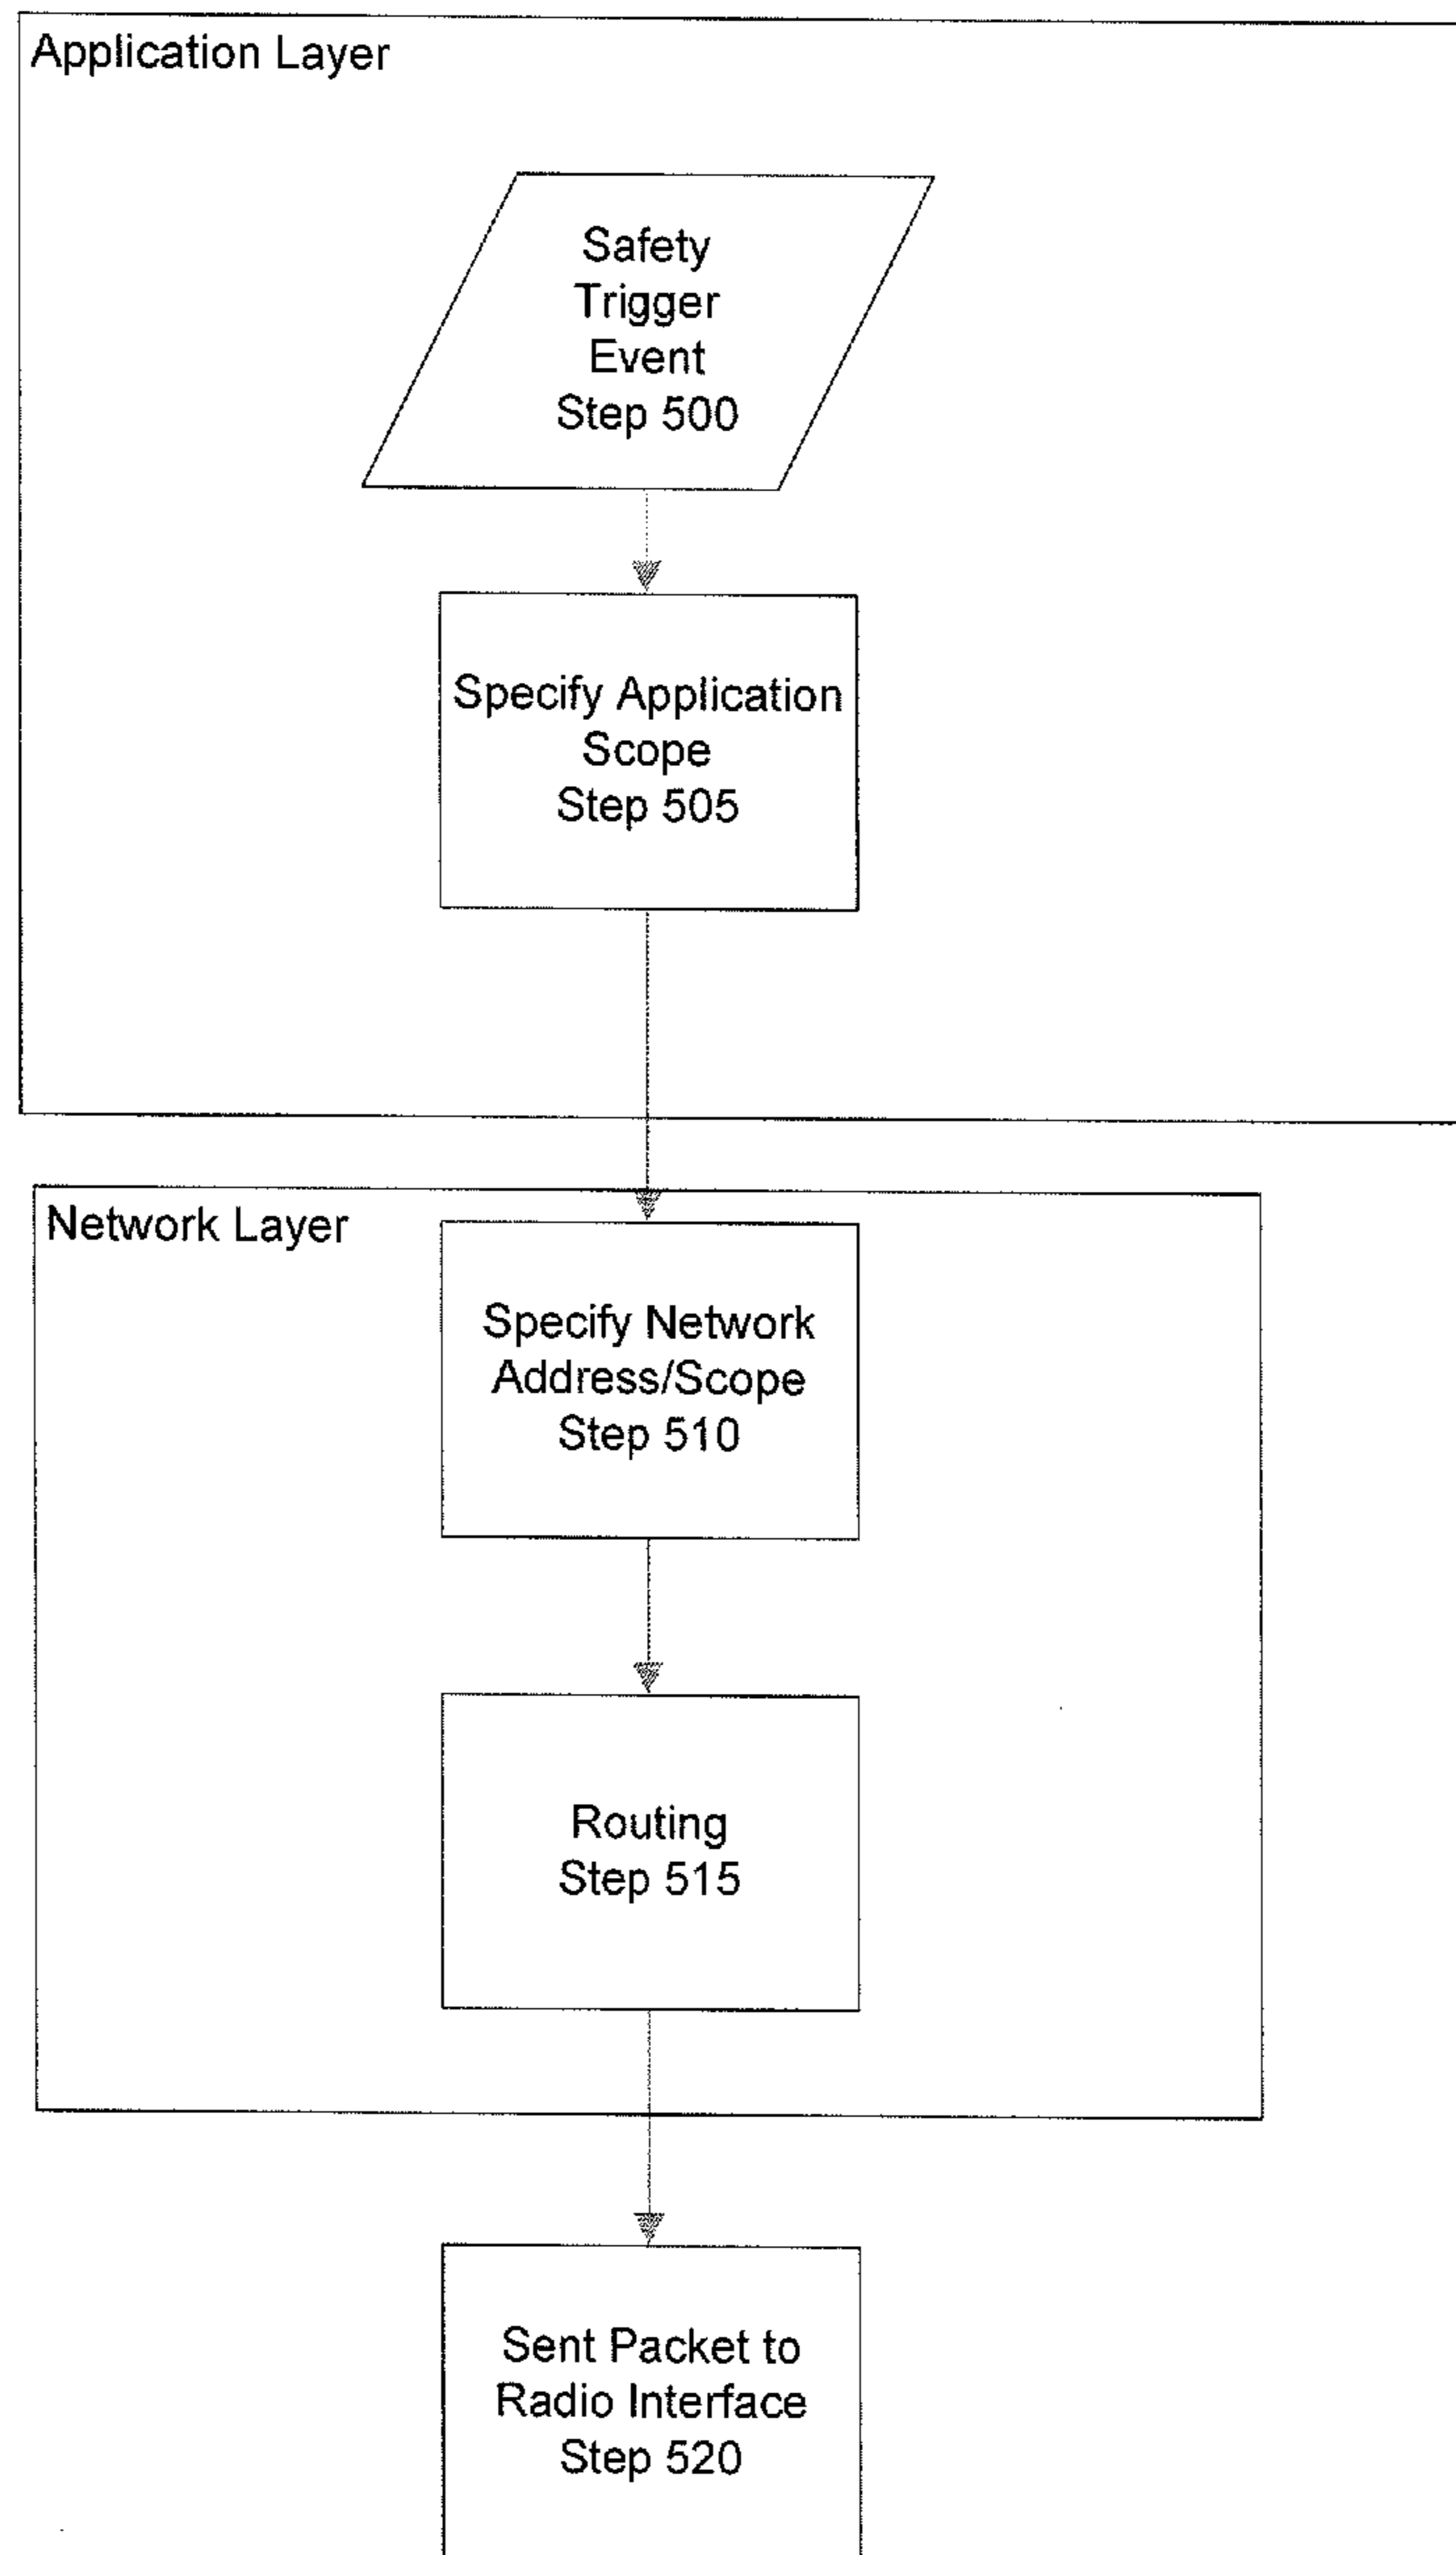 Application Layer
Safety
Trigger
Event
Step 500
Specify Application
Scope
Step 505
Network Layer
Specify Network
Address/Scope
Step 510
Routing
Step 515
Sent Packet to
Radio Interface
Step 520